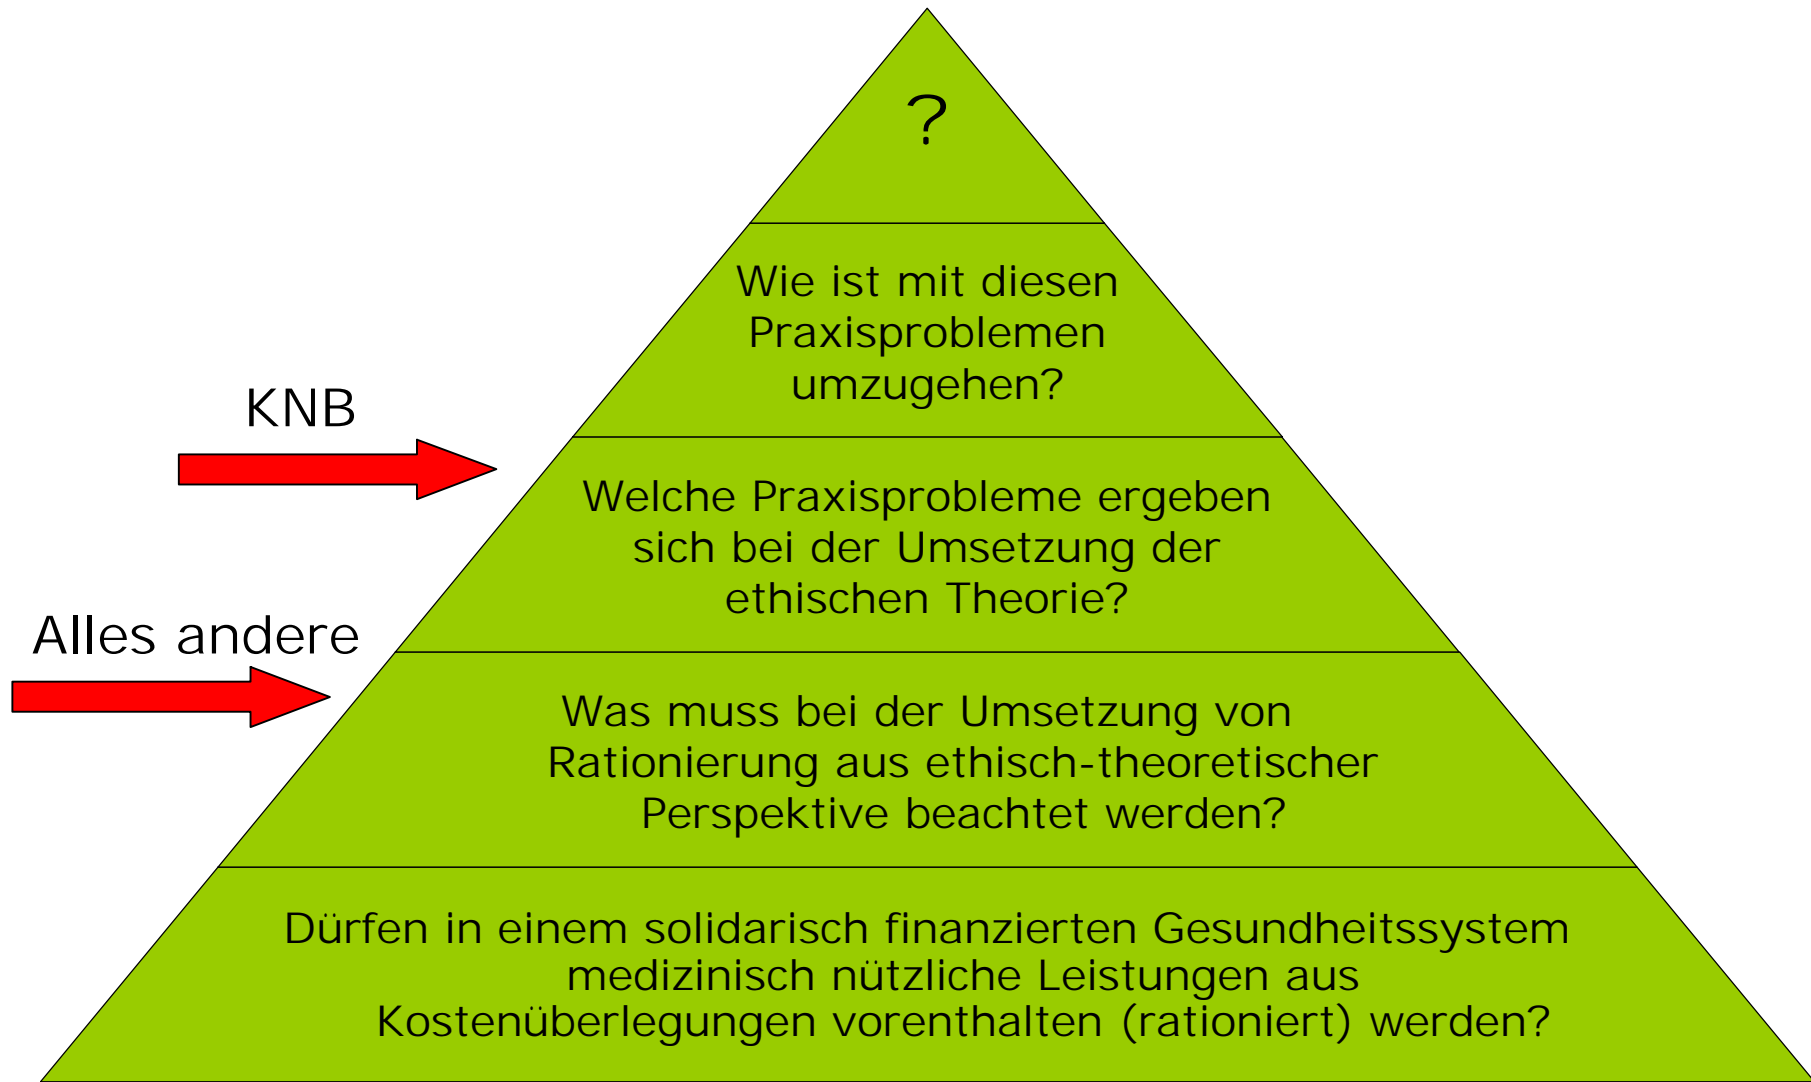 ?
Wie ist mit diesen
Praxisproblemen
umzugehen?
KNB
Welche Praxisprobleme ergeben
sich bei der Umsetzung der
ethischen Theorie?
Alles andere
Was muss bei der Umsetzung von
Rationierung aus ethisch-theoretischer
Perspektive beachtet werden?
Dürfen in einem solidarisch finanzierten Gesundheitssystem
medizinisch nützliche Leistungen aus
Kostenüberlegungen vorenthalten (rationiert) werden?